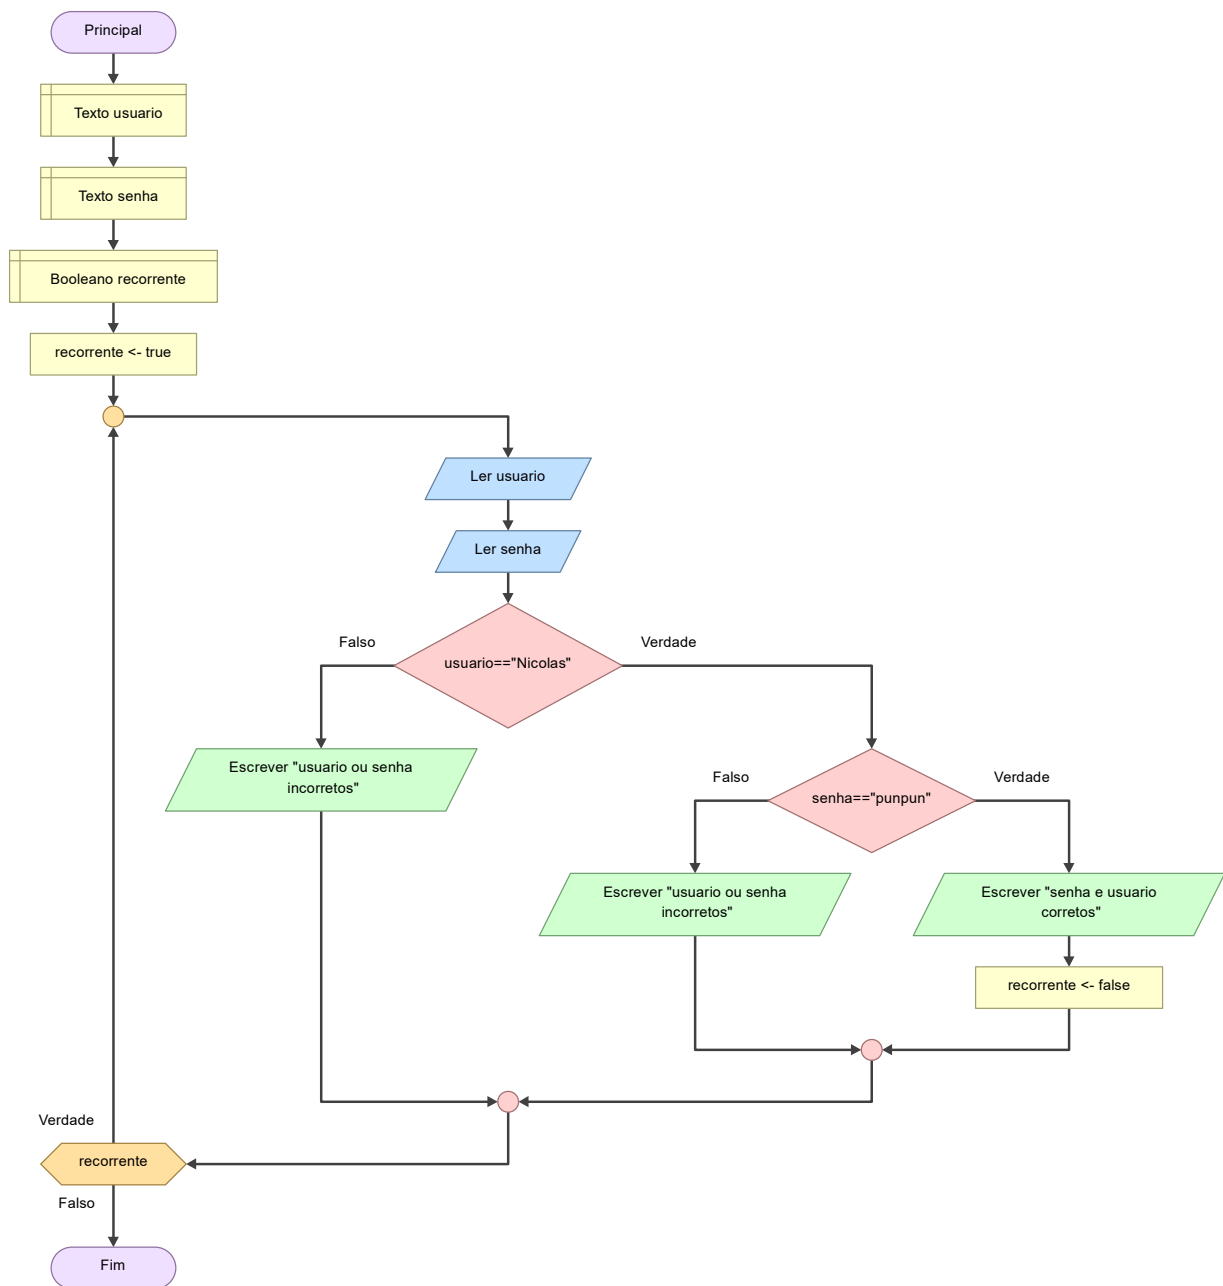 Principal
Texto usuario
Texto senha
Booleano recorrente
recorrente <- true
Ler usuario
Ler senha
Falso
usuario=="Nicolas"
Verdade
Escrever "usuario ou senha
incorretos"
Falso
senha=="punpun"
Verdade
Escrever "usuario ou senha
incorretos"
Escrever "senha e usuario
corretos"
recorrente <- false
Verdade
recorrente
Falso
Fim